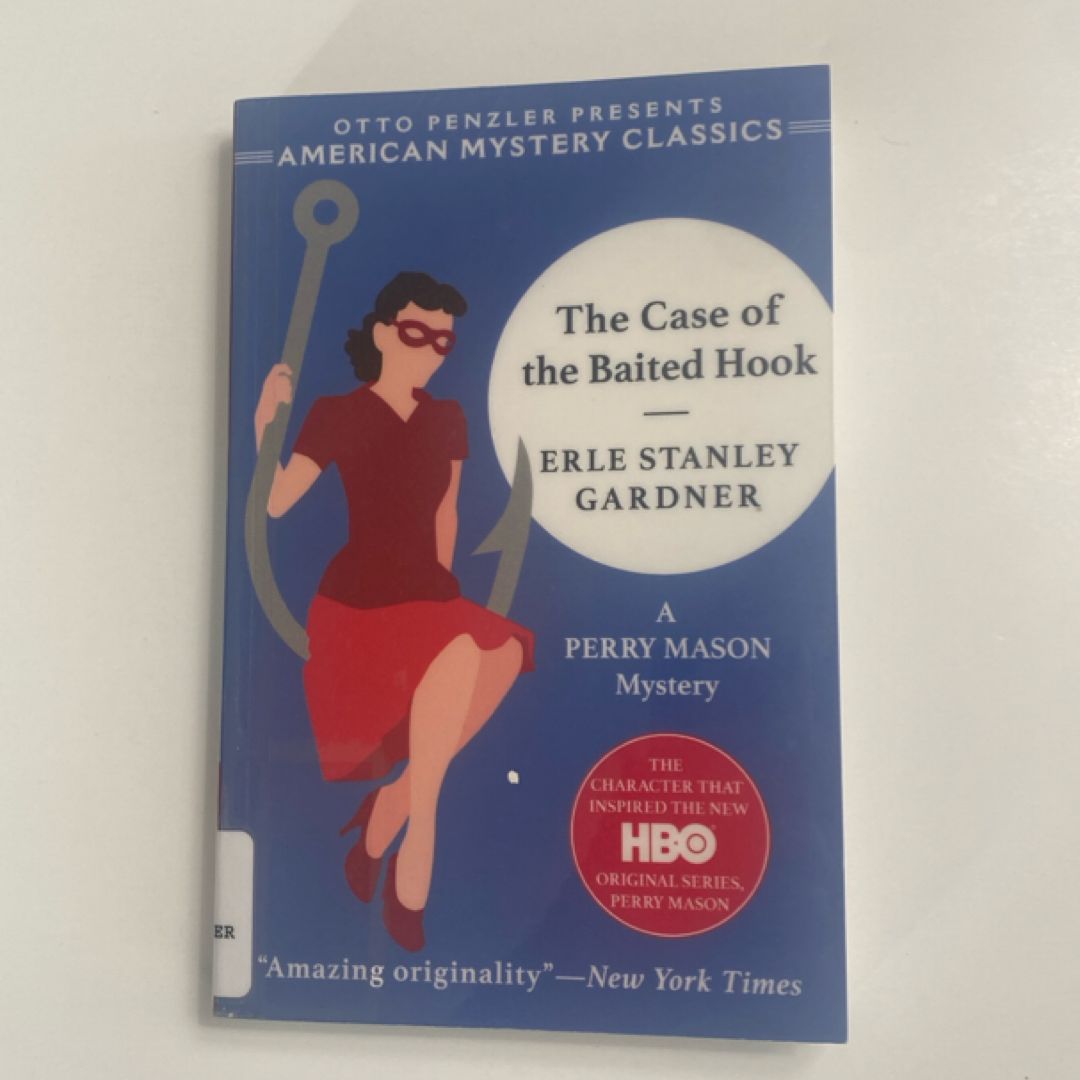 OTTO PENZLER PRESENTS
AMERICAN MYSTERY CLASSICS
The Case of
the Baited Hook
ERLE STANLEY
GARDNER
A
PERRY MASON
Mystery
THE
CHARACTER THAT
INSPIRED THE NEW
HBO
ORIGINAL SERIES,
PERRY MASON
ER
“Amazing originality”—New York Times